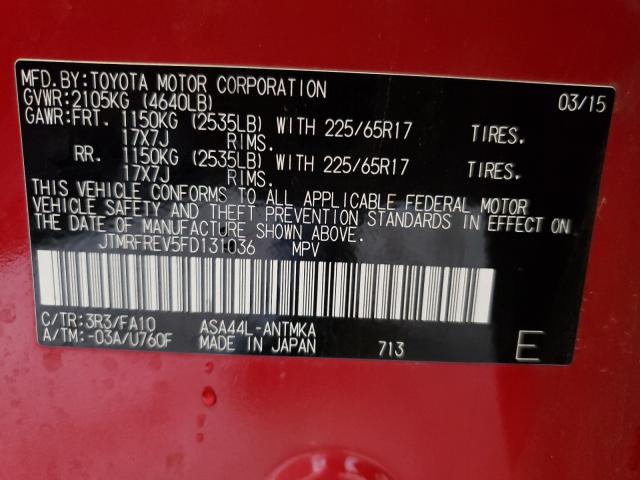 MFD.BY:TOYOTA MOTOR CORPORATION 03/15
GVWR:2105KG (4640LB)
GAWR:FRT. 1150KG (2535LB) WITH 225/65R17 TIRES.
17X7J RIMS.
RR. 1150KG (2535LB) WITH 225/65R17 TIRES.
17X7J RIMS.
THIS VEHICLE CONFORMS TO ALL APPLICABLE FEDERAL MOTOR
VEHICLE SAFETY AND THEFT PREVENTION STANDARDS IN EFFECT ON
THE DATE OF MANUFACTURE SHOWN ABOVE.
JTMRFREV5FD131036 MPV
C/TR:3R3/FA10 ASA44L-ANTMKA
A/TM:-03A/U760F MADE IN JAPAN 713 E